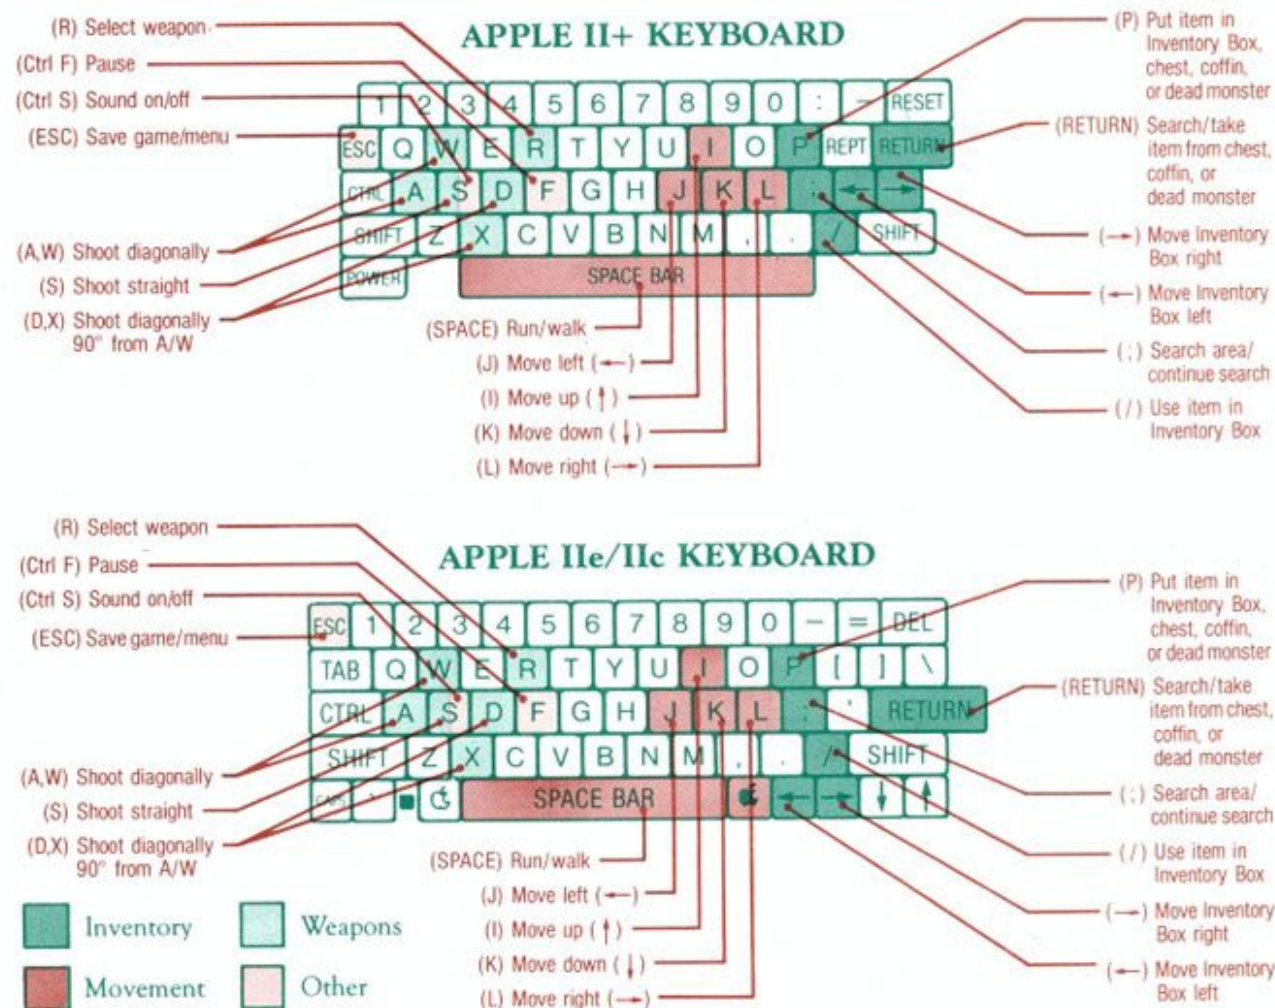 APPLE II+ KEYBOARD
(R) Select weapon
(Ctrl F) Pause
(Ctrl S) Sound on/off
(ESC) Save game/menu
(A,W) Shoot diagonally
(S) Shoot straight
(D,X) Shoot diagonally
90° from A/W
1 2 3 4 5 6 7 8 9 0 : - RESET
ESC Q W E R T Y U I O P REPT RETURN
CTRL A S D F G H J K L ; ← →
SHIFT Z X C V B N M , . / SHIFT
POWER SPACE BAR
(SPACE) Run/walk
(J) Move left (←)
(I) Move up (↑)
(K) Move down (↓)
(L) Move right (→)
(P) Put item in
Inventory Box,
chest, coffin,
or dead monster
(RETURN) Search/take
item from chest,
coffin, or
dead monster
(→) Move Inventory
Box right
(←) Move Inventory
Box left
(;) Search area/
continue search
(/) Use item in
Inventory Box
APPLE IIe/IIc KEYBOARD
(R) Select weapon
(Ctrl F) Pause
(Ctrl S) Sound on/off
(ESC) Save game/menu
(A,W) Shoot diagonally
(S) Shoot straight
(D,X) Shoot diagonally
90° from A/W
ESC 1 2 3 4 5 6 7 8 9 0 - = DEL
TAB Q W E R T Y U I O P [ ] \
CTRL A S D F G H J K L ; ' RETURN
SHIFT Z X C V B N M , . / SHIFT
CAPS ` SPACE BAR ← → ↓ ↑
(SPACE) Run/walk
(J) Move left (←)
(I) Move up (↑)
(K) Move down (↓)
(L) Move right (→)
(P) Put item in
Inventory Box,
chest, coffin,
or dead monster
(RETURN) Search/take
item from chest,
coffin, or
dead monster
(;) Search area/
continue search
(/) Use item in
Inventory Box
(→) Move Inventory
Box right
(←) Move Inventory
Box left
Inventory
Weapons
Movement
Other